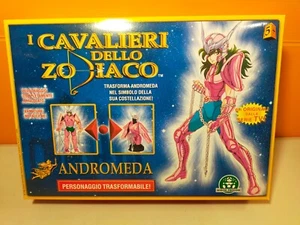 I CAVALIERI
DELLO
ZODIACO
TRASFORMA ANDROMEDA
NEL SIMBOLO DELLA
SUA COSTELLAZIONE!
ANDROMEDA
PERSONAGGIO TRASFORMABILE!